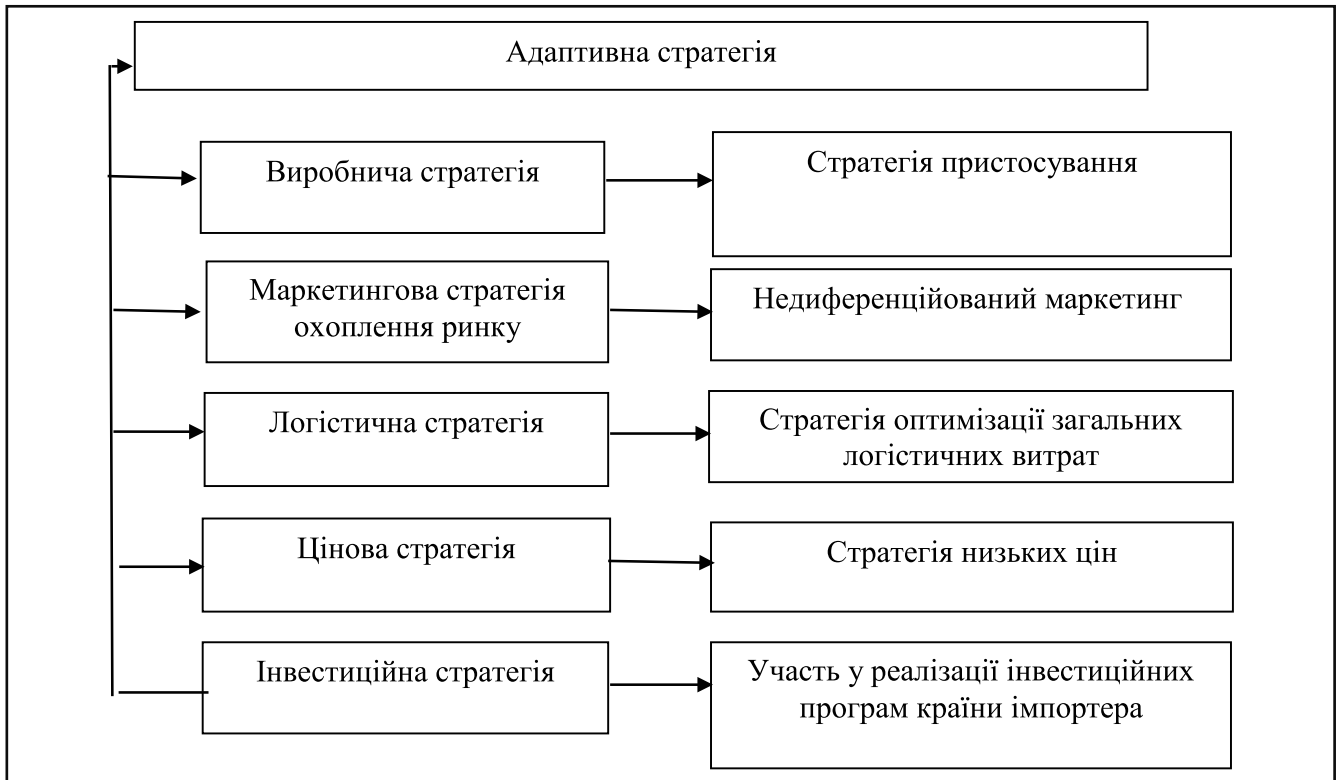 Адаптивна стратегія
Виробнича стратегія
Стратегія пристосування
Маркетингова стратегія
охоплення ринку
Недиференційований маркетинг
Логістична стратегія
Стратегія оптимізації загальних
логістичних витрат
Цінова стратегія
Стратегія низьких цін
Інвестиційна стратегія
Участь у реалізації інвестиційних
програм країни імпортера